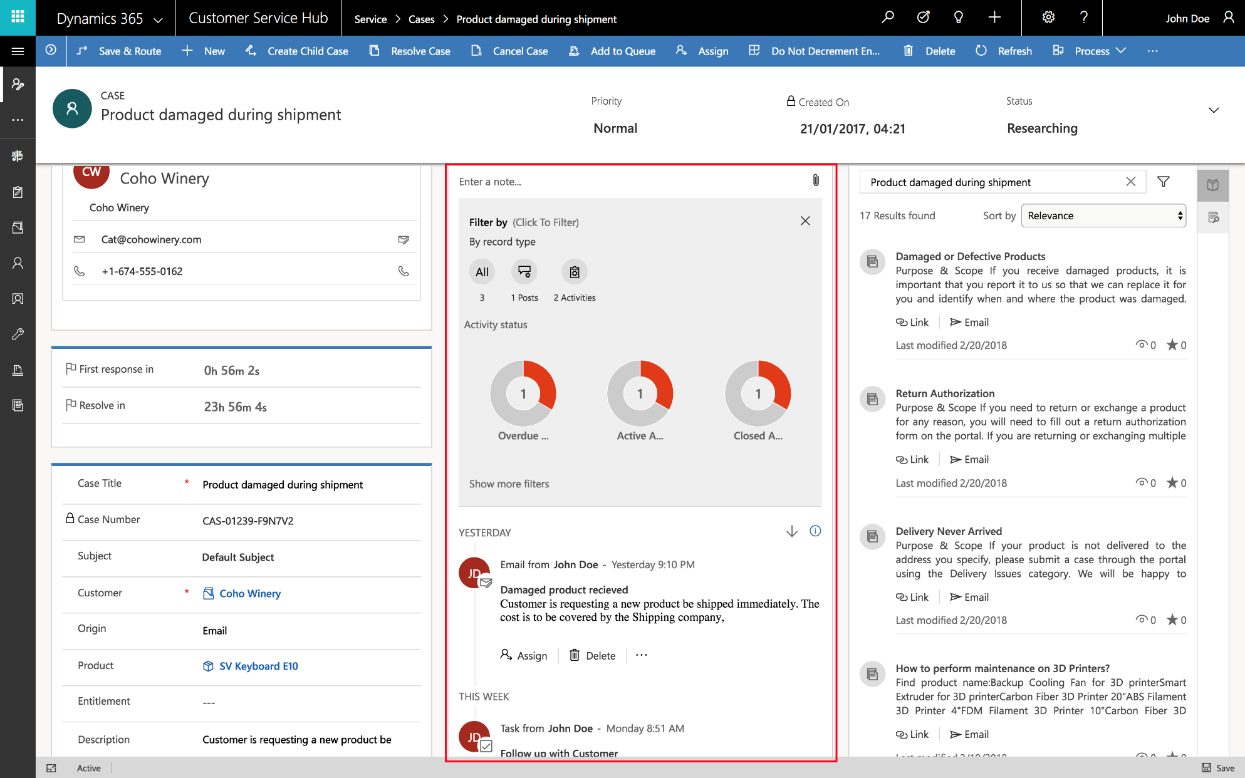 Dynamics 365
Customer Service Hub
Service > Cases > Product damaged during shipment
John Doe
Save & Route
New
Create Child Case
Resolve Case
Cancel Case
Add to Queue
Assign
Do Not Decrement En...
Delete
Refresh
Process
...
CASE
Product damaged during shipment
Priority
Normal
Created On
21/01/2017, 04:21
Status
Researching
CW
Coho Winery
Coho Winery
Cat@cohowinery.com
+1-674-555-0162
First response in 0h 56m 2s
Resolve in 23h 56m 4s
Case Title * Product damaged during shipment
Case Number CAS-01239-F9N7V2
Subject Default Subject
Customer * Coho Winery
Origin Email
Product SV Keyboard E10
Entitlement ---
Description Customer is requesting a new product be
Enter a note...
Filter by (Click To Filter)
By record type
All
3 1 Posts 2 Activities
Activity status
1 1 1
Overdue ... Active A... Closed A...
Show more filters
YESTERDAY
JD
Email from John Doe - Yesterday 9:10 PM
Damaged product recieved
Customer is requesting a new product be shipped immediately. The
cost is to be covered by the Shipping company,
Assign Delete ...
THIS WEEK
JD
Task from John Doe - Monday 8:51 AM
Follow up with Customer
Product damaged during shipment
17 Results found Sort by Relevance
Damaged or Defective Products
Purpose & Scope If you receive damaged products, it is
important that you report it to us so that we can replace it for
you and identify when and where the product was damaged.
Link Email
Last modified 2/20/2018 0 0
Return Authorization
Purpose & Scope If you need to return or exchange a product
for any reason, you will need to fill out a return authorization
form on the portal. If you are returning or exchanging multiple
Link Email
Last modified 2/20/2018 0 0
Delivery Never Arrived
Purpose & Scope If your product is not delivered to the
address you specify, please submit a case through the portal
using the Delivery Issues category. We will be happy to
Link Email
Last modified 2/20/2018 0 0
How to perform maintenance on 3D Printers?
Find product name:Backup Cooling Fan for 3D printerSmart
Extruder for 3D printerCarbon Fiber 3D Printer 20"ABS Filament
3D Printer 4"FDM Filament 3D Printer 10"Carbon Fiber 3D
Link Email
Active
Save